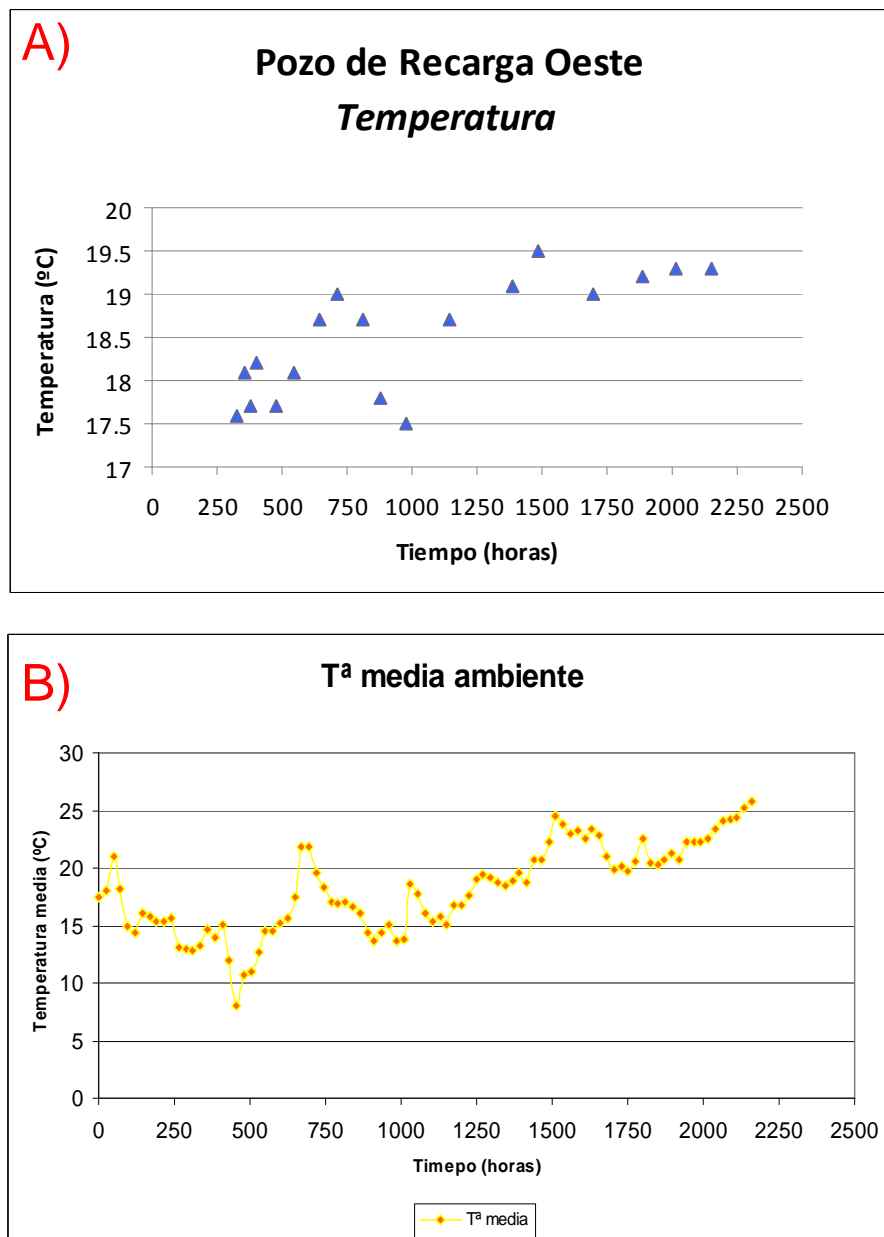 A)
Pozo de Recarga Oeste
Temperatura
Temperatura (ºC)
20
19.5
19
18.5
18
17.5
17
0 250 500 750 1000 1250 1500 1750 2000 2250 2500
Tiempo (horas)
B)
Tª media ambiente
Temperatura media (ºC)
30
25
20
15
10
5
0
0 250 500 750 1000 1250 1500 1750 2000 2250 2500
Timepo (horas)
Tª media